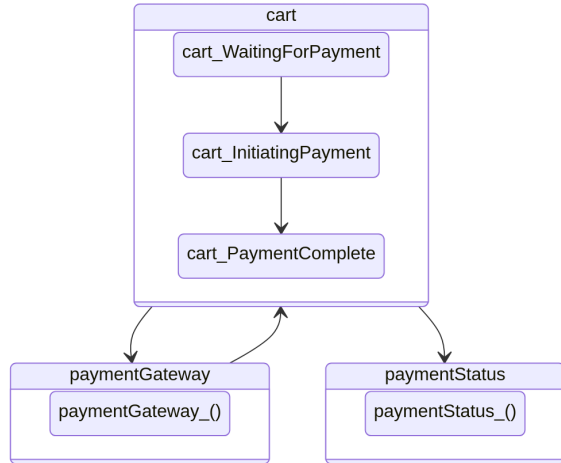 cart
cart_WaitingForPayment
cart_InitiatingPayment
cart_PaymentComplete
paymentGateway
paymentGateway_()
paymentStatus
paymentStatus_()